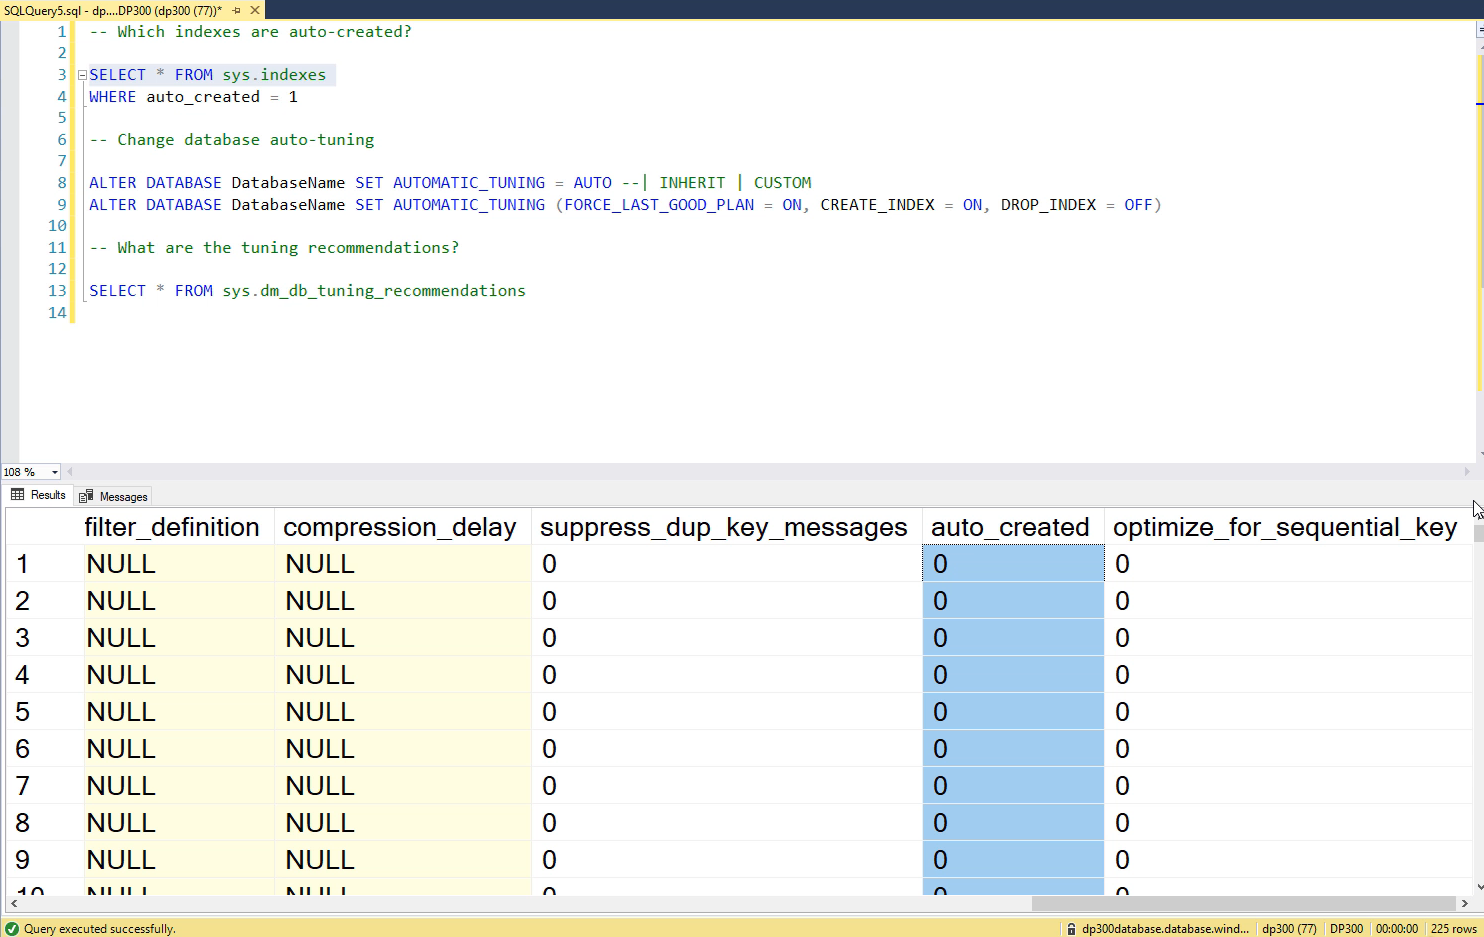 SQLQuery5.sql - dp....DP300 (dp300 (77))*
1 -- Which indexes are auto-created?
2
3 SELECT * FROM sys.indexes
4 WHERE auto_created = 1
5
6 -- Change database auto-tuning
7
8 ALTER DATABASE DatabaseName SET AUTOMATIC_TUNING = AUTO --| INHERIT | CUSTOM
9 ALTER DATABASE DatabaseName SET AUTOMATIC_TUNING (FORCE_LAST_GOOD_PLAN = ON, CREATE_INDEX = ON, DROP_INDEX = OFF)
10
11 -- What are the tuning recommendations?
12
13 SELECT * FROM sys.dm_db_tuning_recommendations
14
108 %
Results Messages
filter_definition compression_delay suppress_dup_key_messages auto_created optimize_for_sequential_key
1 NULL NULL 0 0 0
2 NULL NULL 0 0 0
3 NULL NULL 0 0 0
4 NULL NULL 0 0 0
5 NULL NULL 0 0 0
6 NULL NULL 0 0 0
7 NULL NULL 0 0 0
8 NULL NULL 0 0 0
9 NULL NULL 0 0 0
10 NULL NULL 0 0 0
Query executed successfully. dp300database.database.wind... dp300 (77) DP300 00:00:00 225 rows